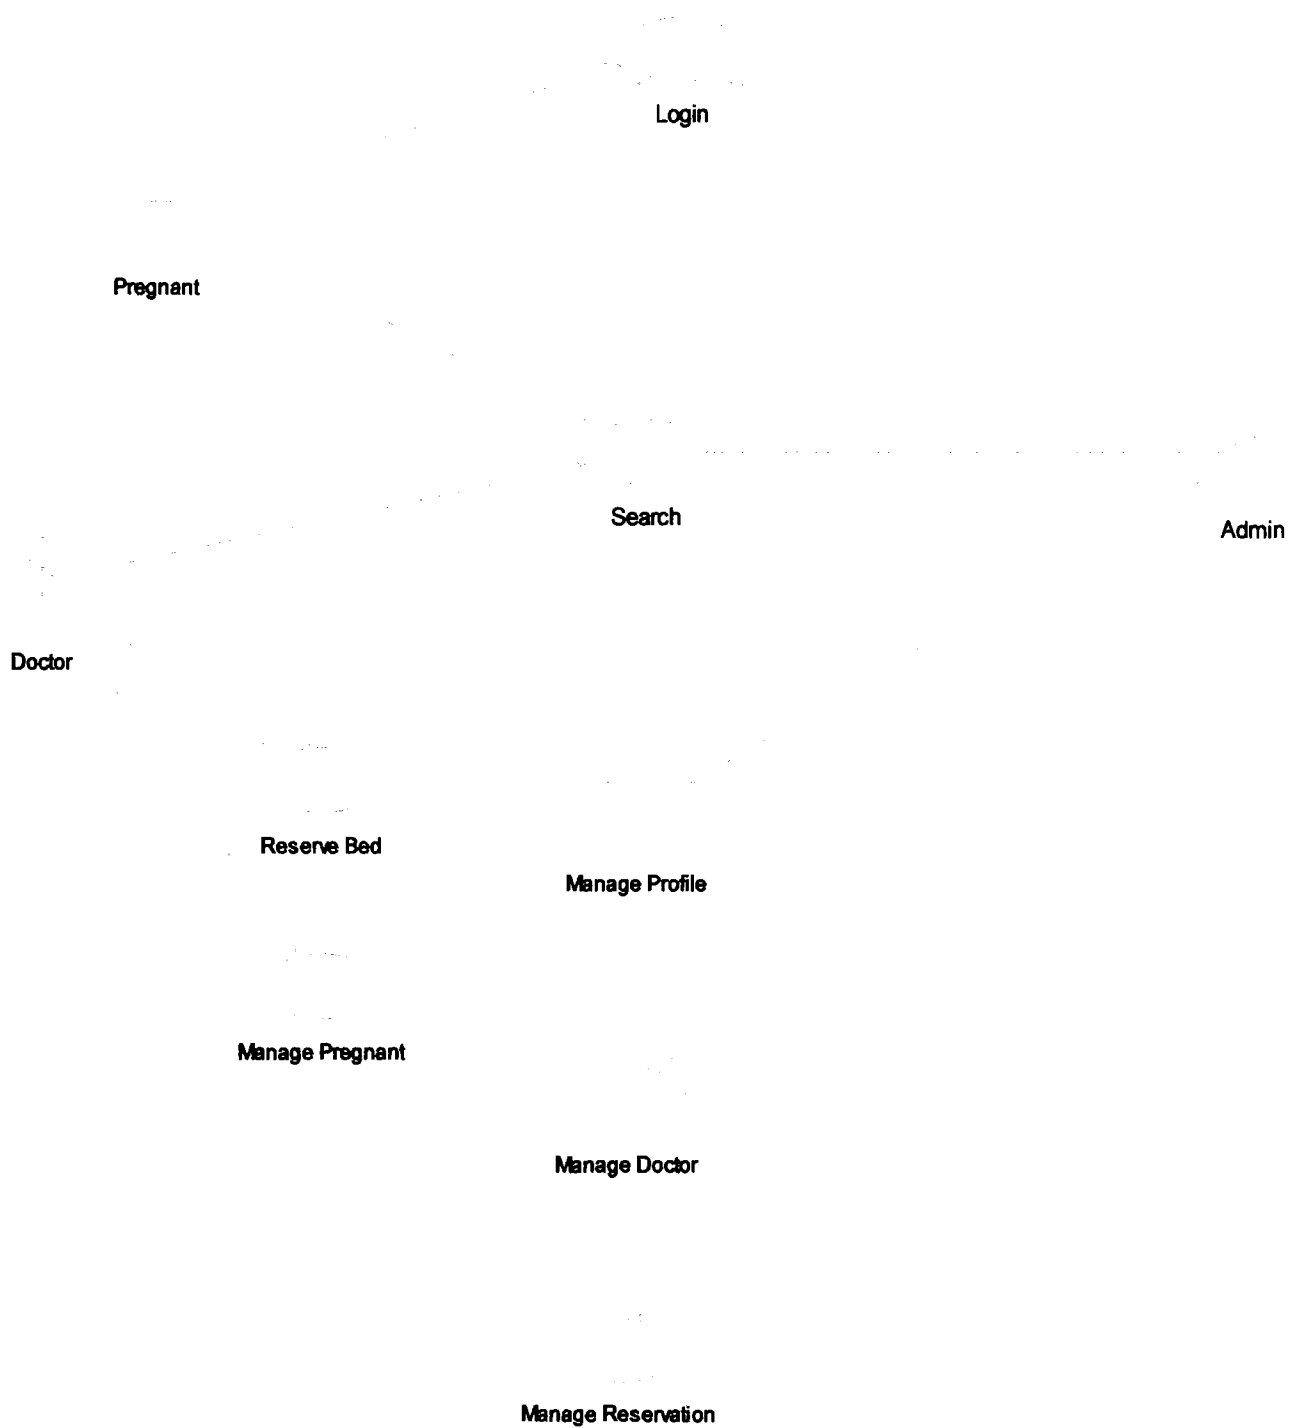 Login
Pregnant
Search
Admin
Doctor
Reserve Bed
Manage Profile
Manage Pregnant
Manage Doctor
Manage Reservation